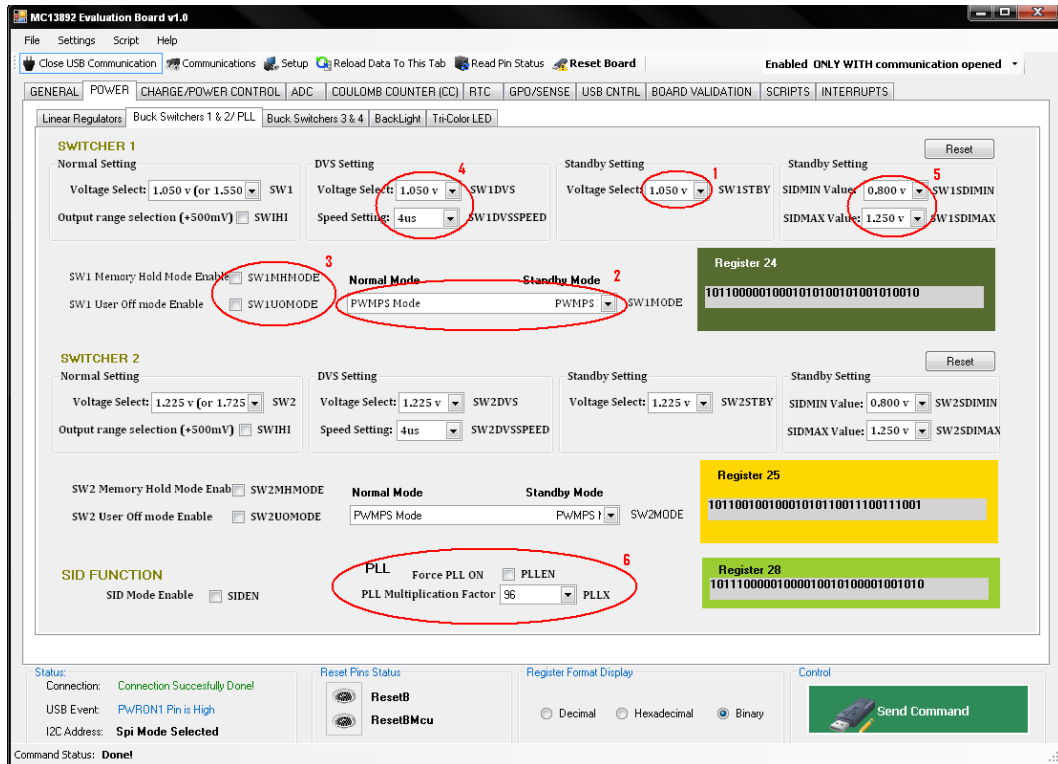 MC13892 Evaluation Board v1.0
File Settings Script Help
Close USB Communication Communications Setup Reload Data To This Tab Read Pin Status Reset Board Enabled ONLY WITH communication opened
GENERAL POWER CHARGE/POWER CONTROL ADC COULOMB COUNTER (CC) RTC GPO/SENSE USB CNTRL BOARD VALIDATION SCRIPTS INTERRUPTS
Linear Regulators Buck Switchers 1 & 2/ PLL Buck Switchers 3 & 4 BackLight Tri-Color LED
SWITCHER 1
Reset
Normal Setting DVS Setting Standby Setting Standby Setting
4 1 5
Voltage Select: 1.050 v (or 1.550 SW1 Voltage Select: 1.050 v SW1DVS Voltage Select: 1.050 v SW1STBY SIDMIN Value: 0.800 v SW1SDIMIN
Output range selection (+500mV) SWIHI Speed Setting: 4us SW1DVSSPEED SIDMAX Value: 1.250 v SW1SDIMAX
3 2
SW1 Memory Hold Mode Enable SW1MHMODE Normal Mode Standby Mode Register 24
SW1 User Off mode Enable SW1UOMODE PWMPS Mode PWMPS SW1MODE 10110000010001010100101001010010
SWITCHER 2
Reset
Normal Setting DVS Setting Standby Setting Standby Setting
Voltage Select: 1.225 v (or 1.725 SW2 Voltage Select: 1.225 v SW2DVS Voltage Select: 1.225 v SW2STBY SIDMIN Value: 0.800 v SW2SDIMIN
Output range selection (+500mV) SWIHI Speed Setting: 4us SW2DVSSPEED SIDMAX Value: 1.250 v SW2SDIMAX
SW2 Memory Hold Mode Enab SW2MHMODE Normal Mode Standby Mode Register 25
SW2 User Off mode Enable SW2UOMODE PWMPS Mode PWMPS SW2MODE 10110010010001010110011100111001
6
SID FUNCTION PLL Force PLL ON PLLEN Register 28
SID Mode Enable SIDEN PLL Multiplication Factor 96 PLLX 10111000001000010010100001001010
Status: Reset Pins Status Register Format Display Control
Connection: Connection Succesfully Done!
ResetB
USB Event: PWRON1 Pin is High Decimal Hexadecimal Binary Send Command
ResetBMcu
I2C Address: Spi Mode Selected
Command Status: Done!